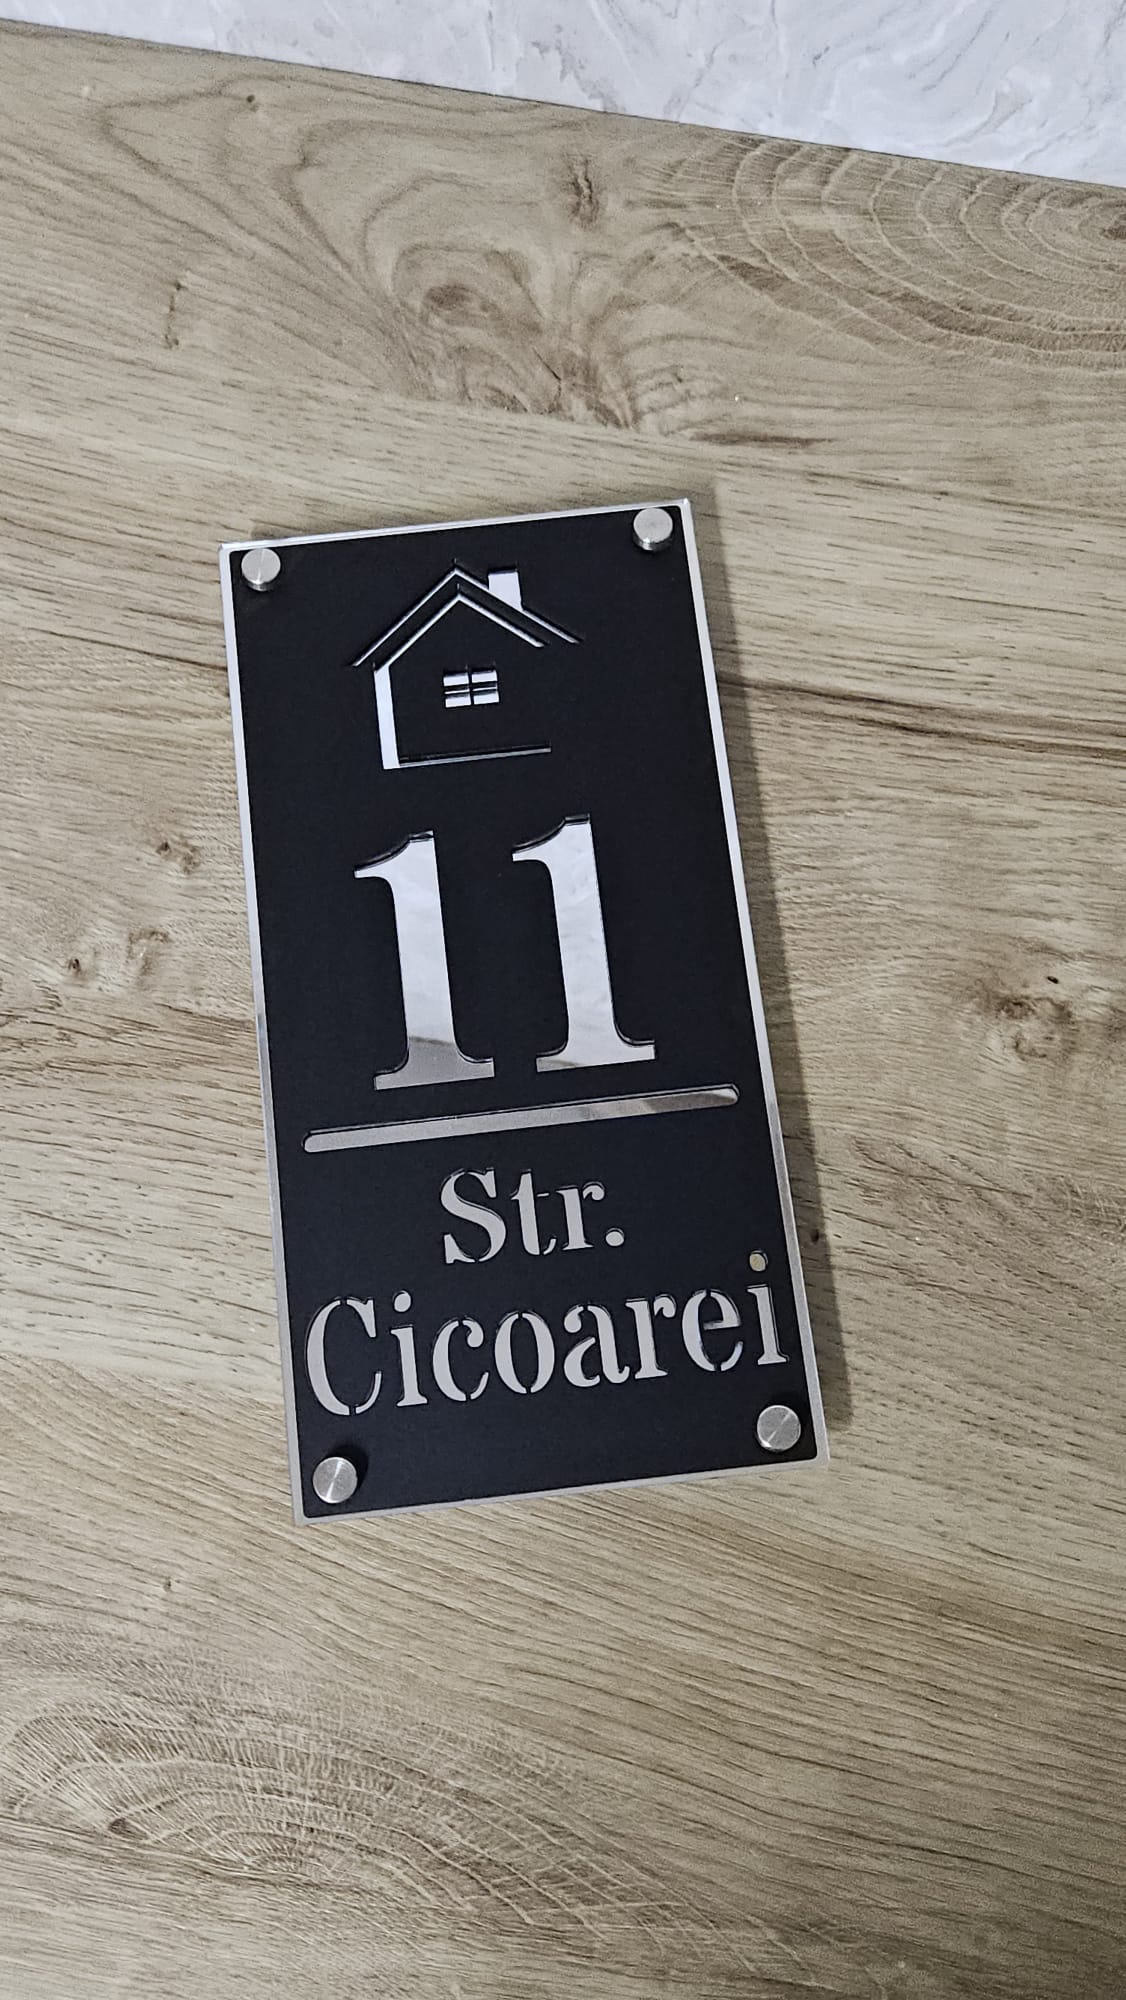 11
Str.
Cicoarei